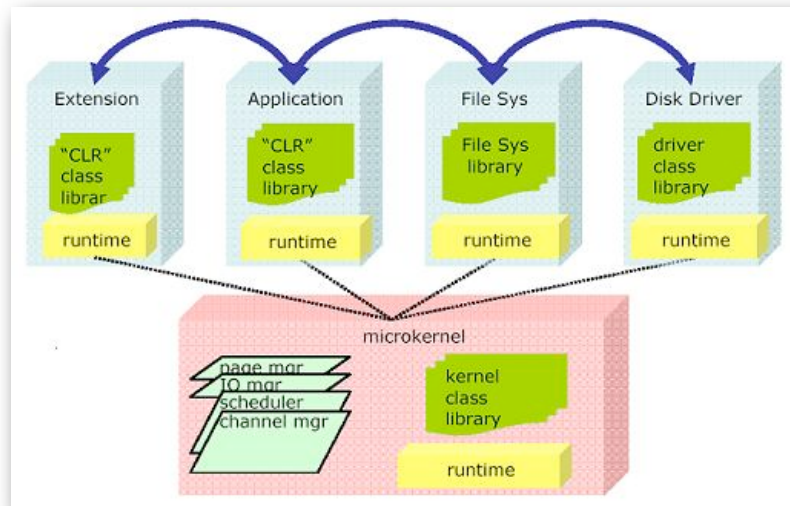 Extension
Application
File Sys
Disk Driver
"CLR"
class
librar
"CLR"
class
library
File Sys
library
driver
class
library
runtime
runtime
runtime
runtime
microkernel
page mgr
IO mgr
scheduler
channel mgr
kernel
class
library
runtime